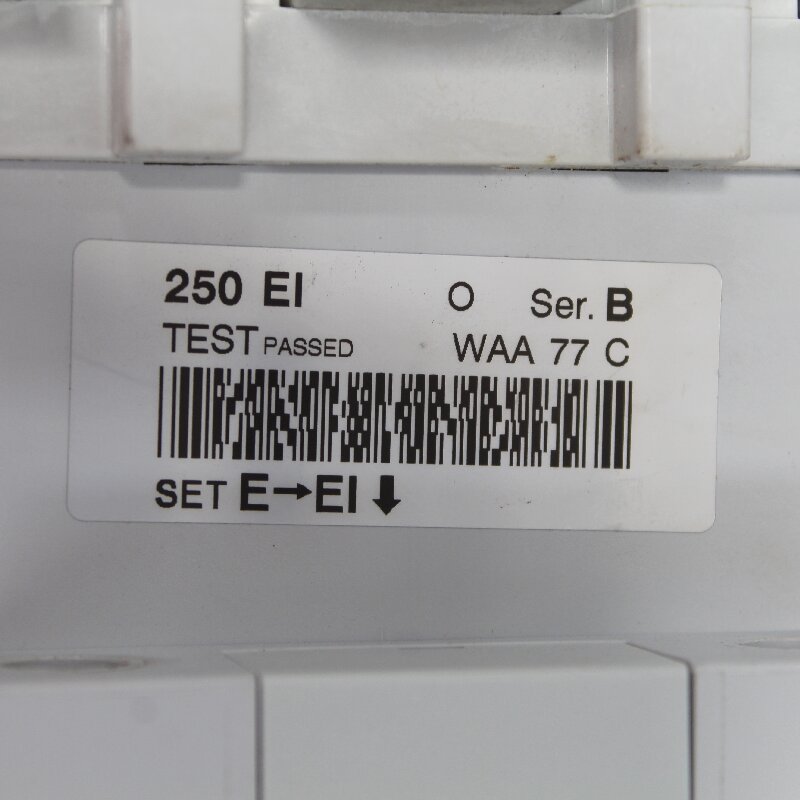 250 EI O Ser. B
TEST PASSED WAA 77 C
SET E→EI ↓